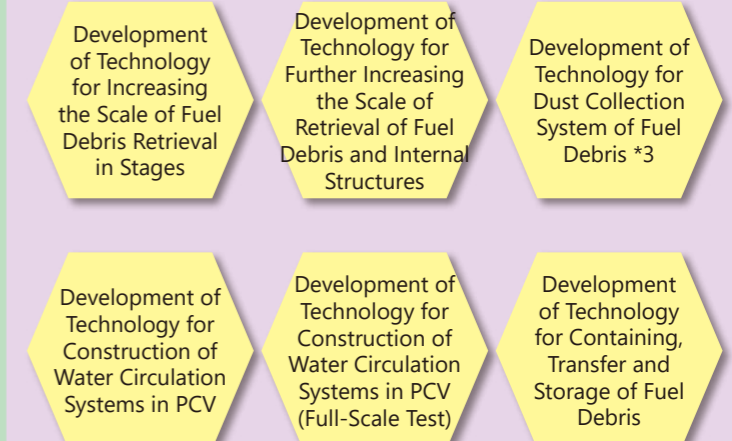 Development
of Technology
for Increasing
the Scale of Fuel
Debris Retrieval
in Stages
Development of
Technology for
Further Increasing
the Scale of
Retrieval of Fuel
Debris and Internal
Structures
Development of
Technology for
Dust Collection
System of Fuel
Debris *3
Development of
Technology for
Construction of
Water Circulation
Systems in PCV
Development of
Technology for
Construction of
Water Circulation
Systems in PCV
(Full-Scale Test)
Development
of Technology
for Containing,
Transfer and
Storage of Fuel
Debris